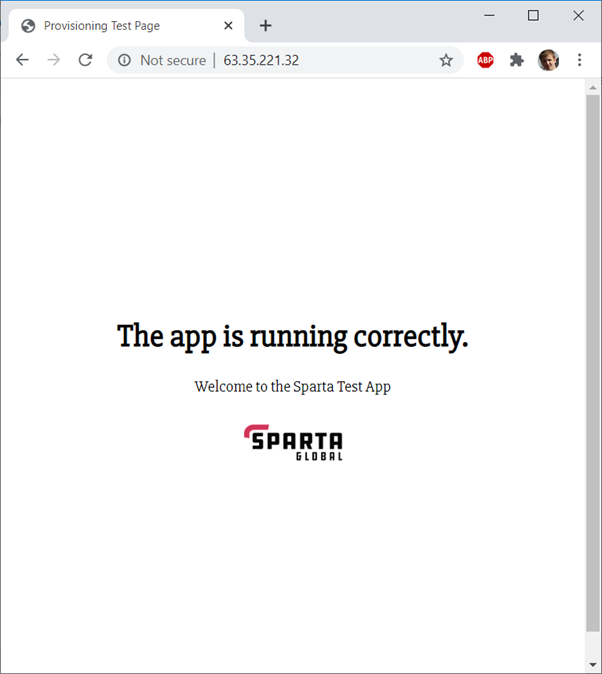 Provisioning Test Page
Not secure | 63.35.221.32
ABP
The app is running correctly.
Welcome to the Sparta Test App
SPARTA
GLOBAL